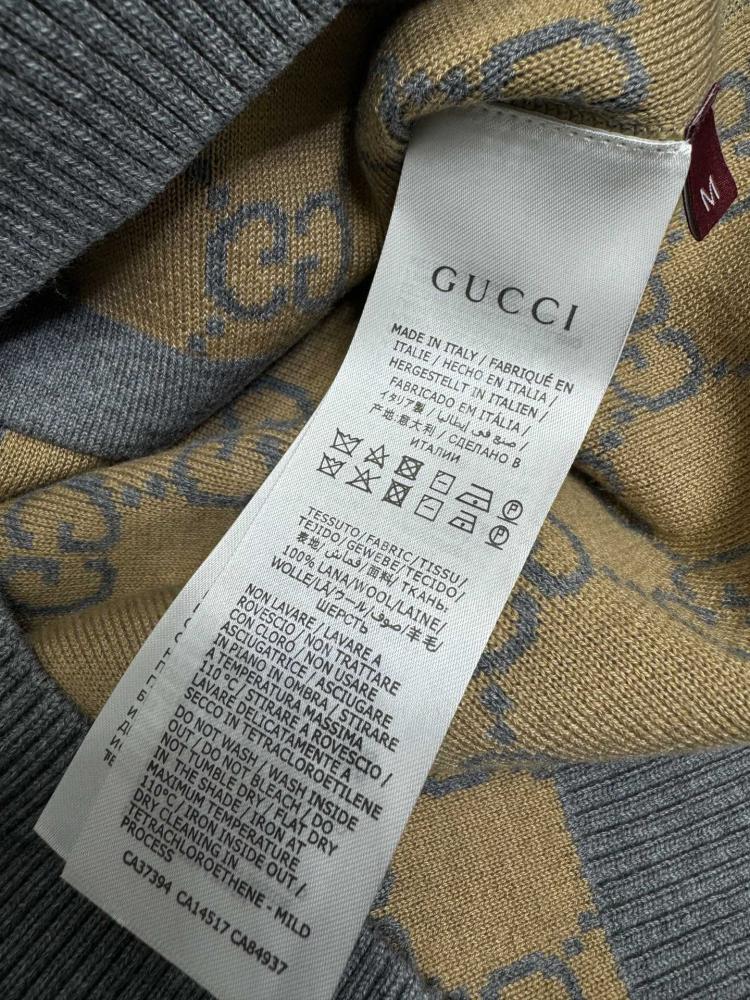 M
GUCCI
MADE IN ITALY / FABRIQUÉ EN
ITALIE / HECHO EN ITALIA /
HERGESTELLT IN ITALIEN /
FABRICADO EM ITÁLIA /
イタリア製 / صنع في إيطاليا /
产地:意大利 / СДЕЛАНО В
ИТАЛИИ
TESSUTO/FABRIC/TISSU/
TEJIDO/GEWEBE/TECIDO/
素地/قماش/面料/ ТКАНЬ:
100% LANA/WOOL/LAINE/
WOLLE/LÃ/ウール/صوف/羊毛/
ШЕРСТЬ
NON LAVARE / LAVARE A
ROVESCIO / NON TRATTARE
CON CLORO / NON USARE
ASCIUGATRICE / ASCIUGARE
IN PIANO IN OMBRA / STIRARE
A TEMPERATURA MASSIMA
110 °C/ STIRARE A ROVESCIO /
LAVARE DELICATAMENTE A
SECCO IN TETRACLOROETILENE
DO NOT WASH / WASH INSIDE
OUT / DO NOT BLEACH / DO
NOT TUMBLE DRY/ FLAT DRY
IN THE SHADE / IRON AT
MAXIMUM TEMPERATURE
110°C/ IRON INSIDE OUT /
DRY CLEANING IN
TETRACHLOROETHENE - MILD
PROCESS
CA37394 CA14517 CA84937